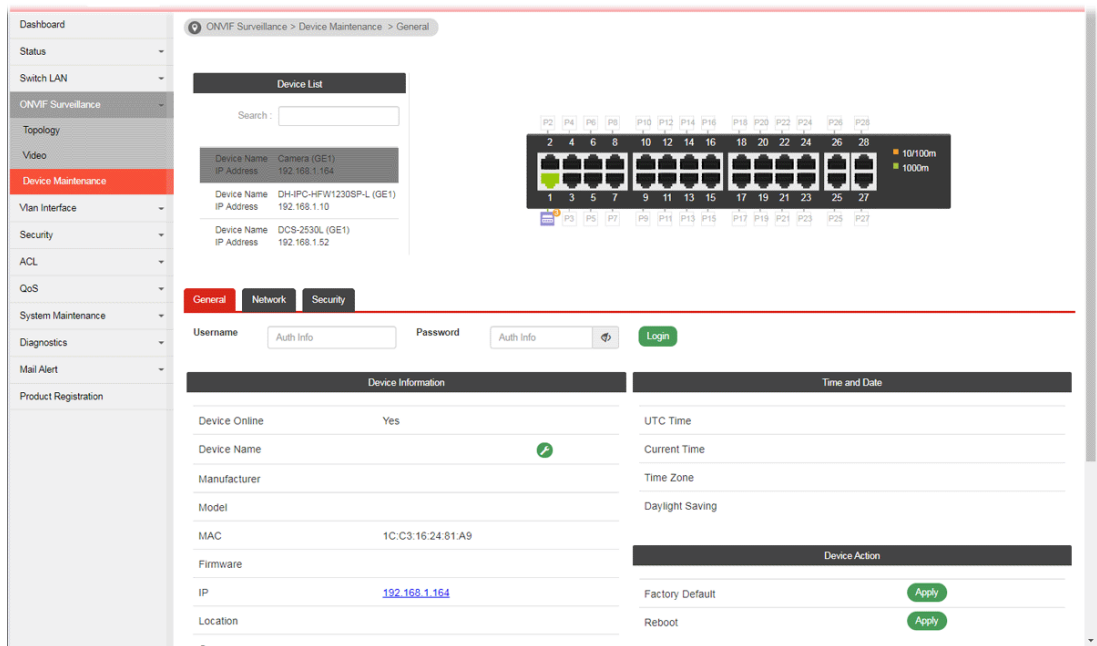 Dashboard
Status
Switch LAN
ONVIF Surveillance
Topology
Video
Device Maintenance
Vlan Interface
Security
ACL
QoS
System Maintenance
Diagnostics
Mail Alert
Product Registration
ONVIF Surveillance > Device Maintenance > General
Device List
Search :
Device Name Camera (GE1)
IP Address 192.168.1.164
Device Name DH-IPC-HFW1230SP-L (GE1)
IP Address 192.168.1.10
Device Name DCS-2530L (GE1)
IP Address 192.168.1.52
P2 P4 P6 P8 P10 P12 P14 P16 P18 P20 P22 P24 P26 P28
2 4 6 8 10 12 14 16 18 20 22 24 26 28
10/100m
1000m
1 3 5 7 9 11 13 15 17 19 21 23 25 27
P3 P5 P7 P9 P11 P13 P15 P17 P19 P21 P23 P25 P27
General Network Security
Username Auth Info Password Auth Info Login
Device Information
Device Online Yes
Device Name
Manufacturer
Model
MAC 1C:C3:16:24:81:A9
Firmware
IP 192.168.1.164
Location
Time and Date
UTC Time
Current Time
Time Zone
Daylight Saving
Device Action
Factory Default Apply
Reboot Apply